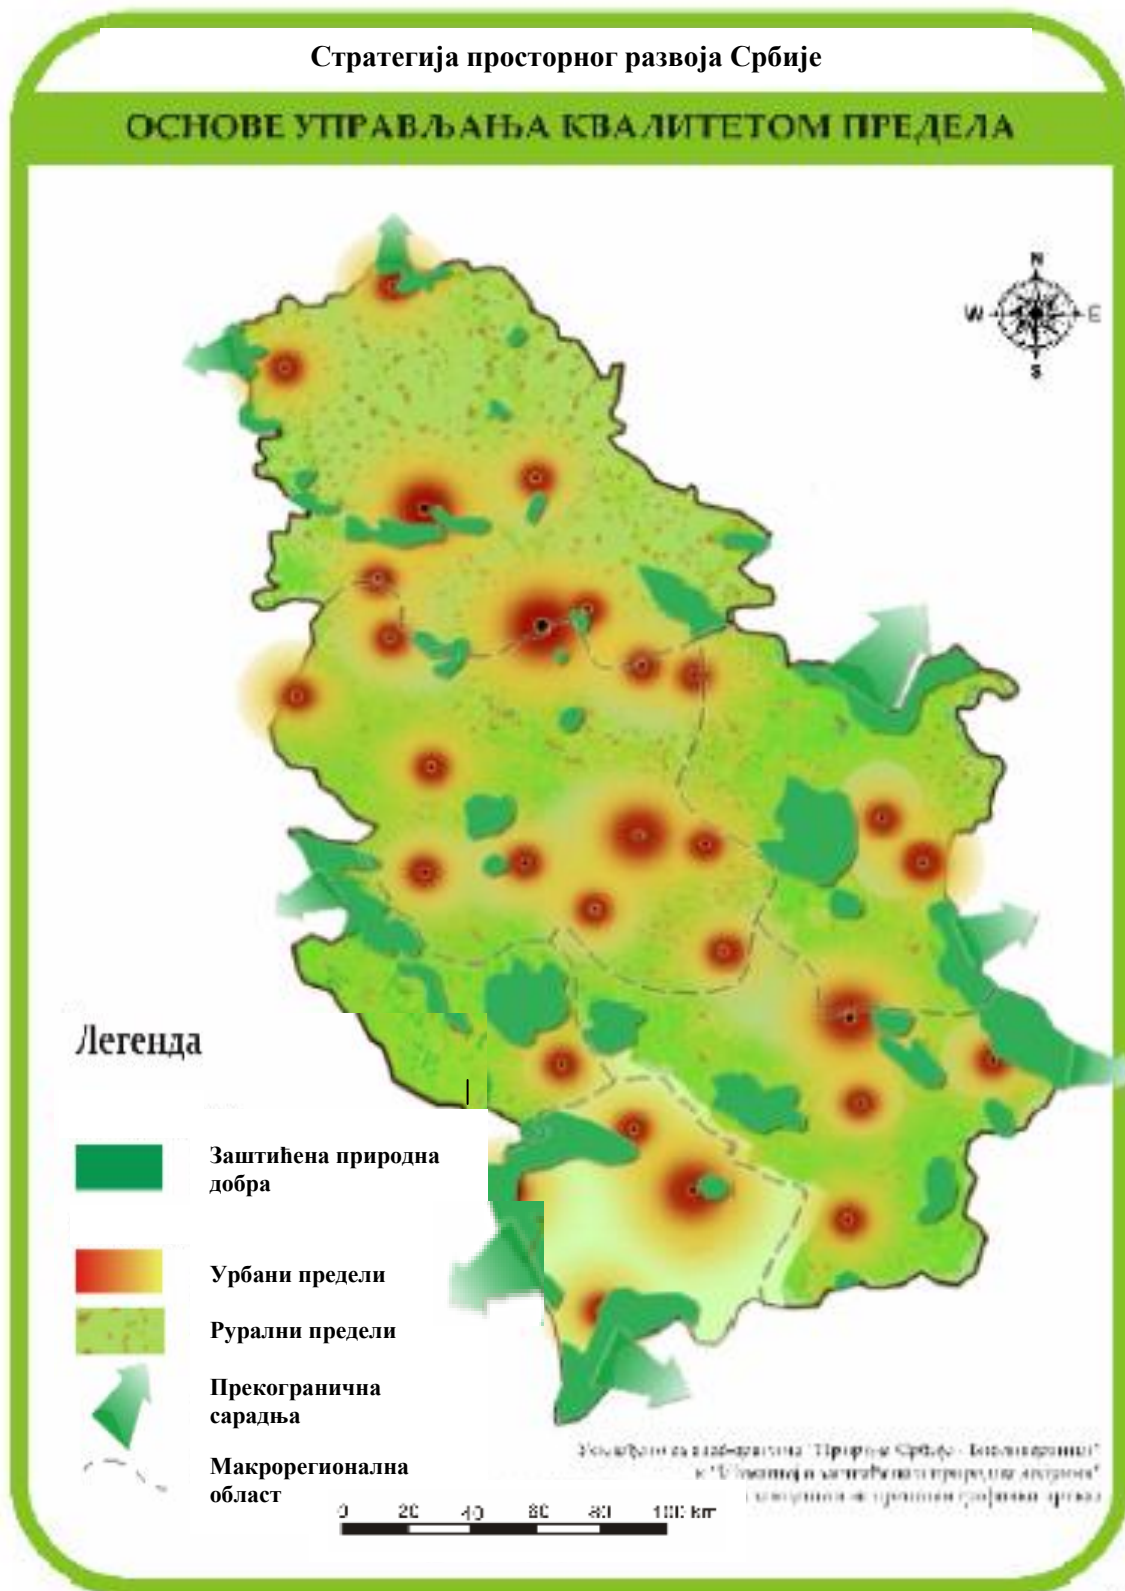 Стратегија просторног развоја Србије
ОСНОВЕ УПРАВЉАЊА КВАЛИТЕТОМ ПРЕДЕЛА
N
W E
S
Легенда
Заштићена природна
добра
Урбани предели
Рурални предели
Прекогранична
сарадња
Макрорегионална
област
0 20 40 60 80 100 km